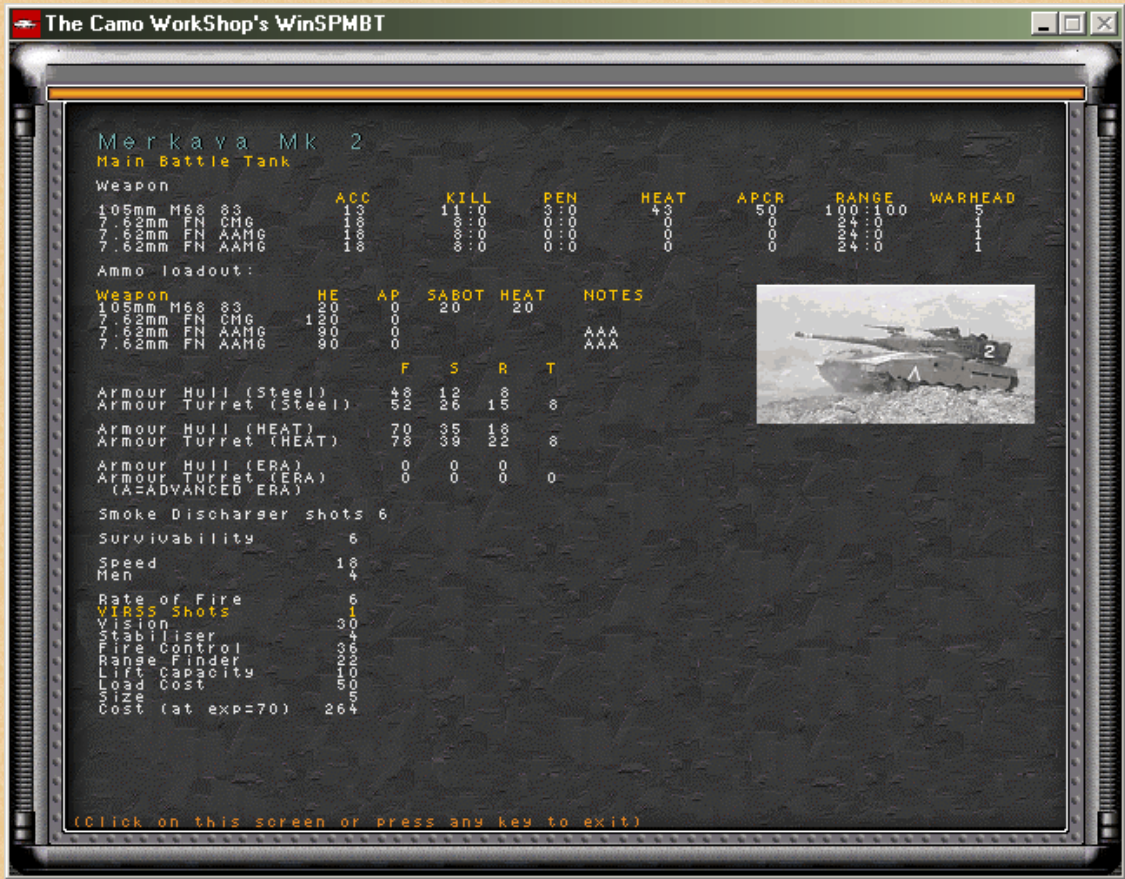 The Camo WorkShop's WinSPMBT
Merkava Mk 2
Main Battle Tank
Weapon
ACC KILL PEN HEAT APCR RANGE WARHEAD
105mm M68 83 13 11:0 3:0 43 50 100:100 5
7.62mm FN CMG 18 8:0 0:0 0 0 24:0 1
7.62mm FN AAMG 18 8:0 0:0 0 0 24:0 1
7.62mm FN AAMG 18 8:0 0:0 0 0 24:0 1
Ammo loadout:
Weapon HE AP SABOT HEAT NOTES
105mm M68 83 20 0 20 20
7.62mm FN CMG 120 0
7.62mm FN AAMG 90 0 AAA
7.62mm FN AAMG 90 0 AAA
F S R T
Armour Hull (Steel) 48 12 8
Armour Turret (Steel) 52 26 15 8
Armour Hull (HEAT) 70 35 18
Armour Turret (HEAT) 78 39 22 8
Armour Hull (ERA) 0 0 0
Armour Turret (ERA) 0 0 0 0
(A=ADVANCED ERA)
Smoke Discharger shots 6
Survivability 6
Speed 18
Men 4
Rate of Fire 6
VIRSS Shots 1
Vision 30
Stabiliser 4
Fire Control 36
Range Finder 22
Lift Capacity 10
Load Cost 50
Size 5
Cost (at exp=70) 264
2
(Click on this screen or press any key to exit)